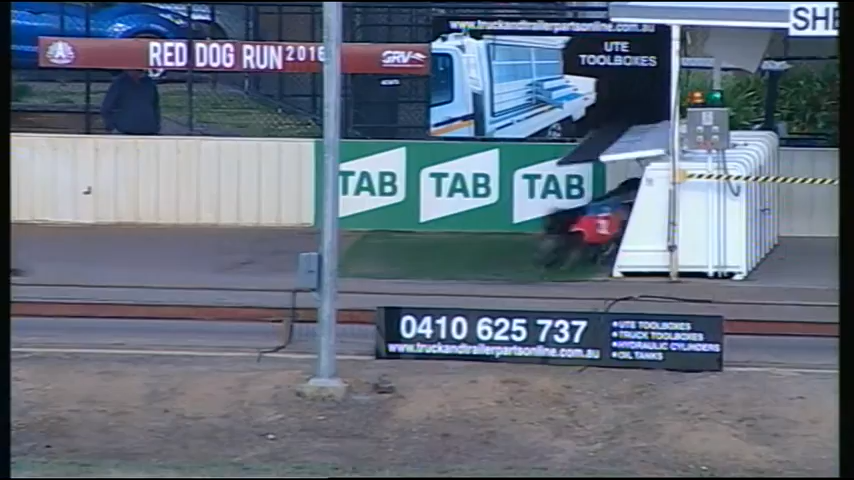 www.truckandtrailerpartsonline.com.au
SHE
RED DOG RUN 2016
GRV
UTE
TOOLBOXES
TAB
TAB
TAB
0410 625 737
www.truckandtrailerpartsonline.com.au
UTE TOOLBOXES
TRUCK TOOLBOXES
HYDRAULIC CYLINDERS
OIL TANKS